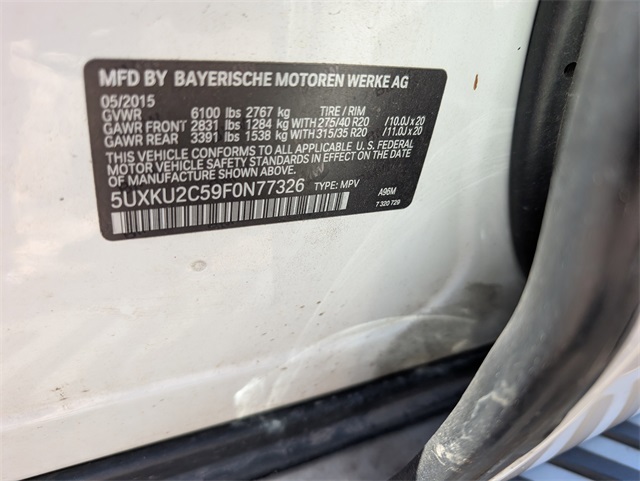 MFD BY BAYERISCHE MOTOREN WERKE AG
05/2015
GVWR 6100 lbs 2767 kg TIRE / RIM
GAWR FRONT 2831 lbs 1284 kg WITH 275/40 R20 /10.0J x 20
GAWR REAR 3391 lbs 1538 kg WITH 315/35 R20 /11.0J x 20
THIS VEHICLE CONFORMS TO ALL APPLICABLE U. S. FEDERAL
MOTOR VEHICLE SAFETY STANDARDS IN EFFECT ON THE DATE
OF MANUFACTURE SHOWN ABOVE.
5UXKU2C59F0N77326 TYPE: MPV A96M
7 320 729